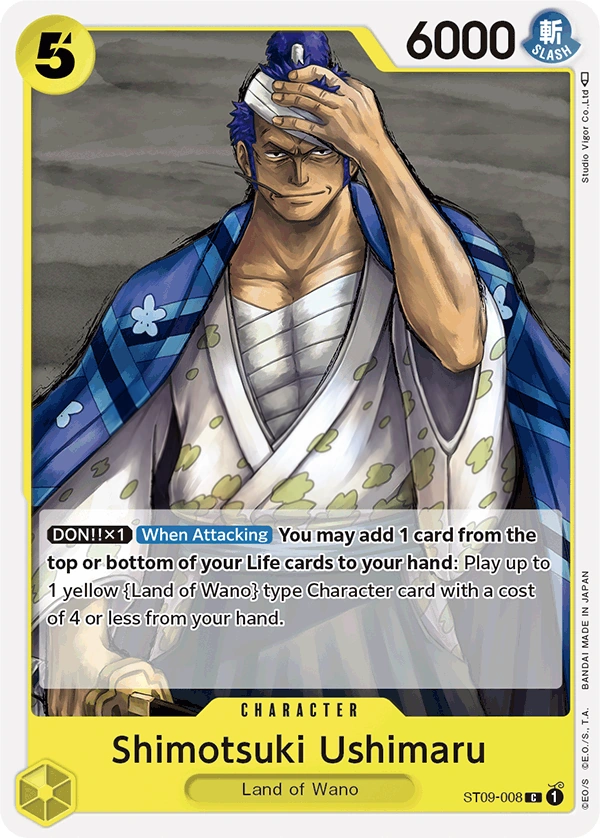 5
6000
斬
SLASH
Studio Vigor Co.,Ltd
DON!!×1 When Attacking You may add 1 card from the
top or bottom of your Life cards to your hand: Play up to
1 yellow {Land of Wano} type Character card with a cost
of 4 or less from your hand.
CHARACTER
Shimotsuki Ushimaru
Land of Wano
ST09-008 C 1
©E.O/S ©E.O./S., T.A. BANDAI MADE IN JAPAN